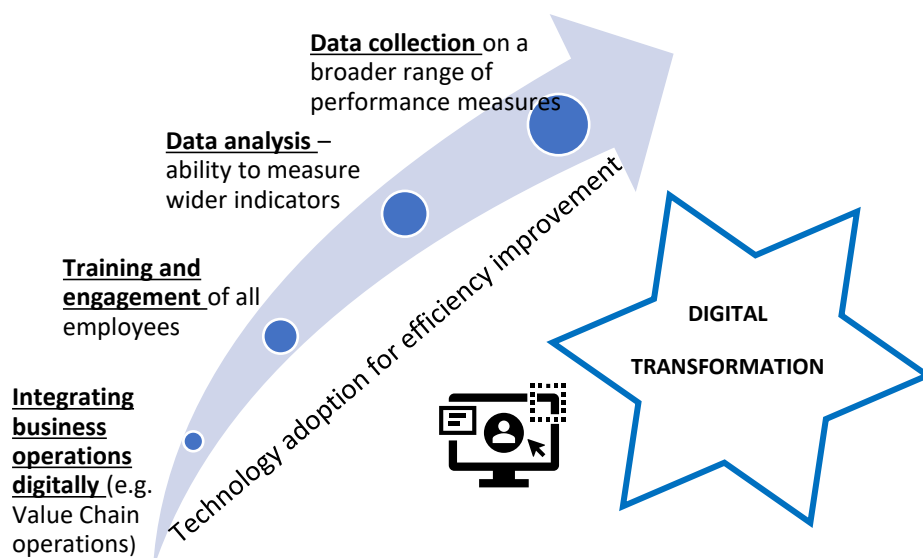 Data collection on a
broader range of
performance measures
Data analysis –
ability to measure
wider indicators
Training and
engagement of all
employees
Integrating
business
operations
digitally (e.g.
Value Chain
operations)
Technology adoption for efficiency improvement
DIGITAL
TRANSFORMATION